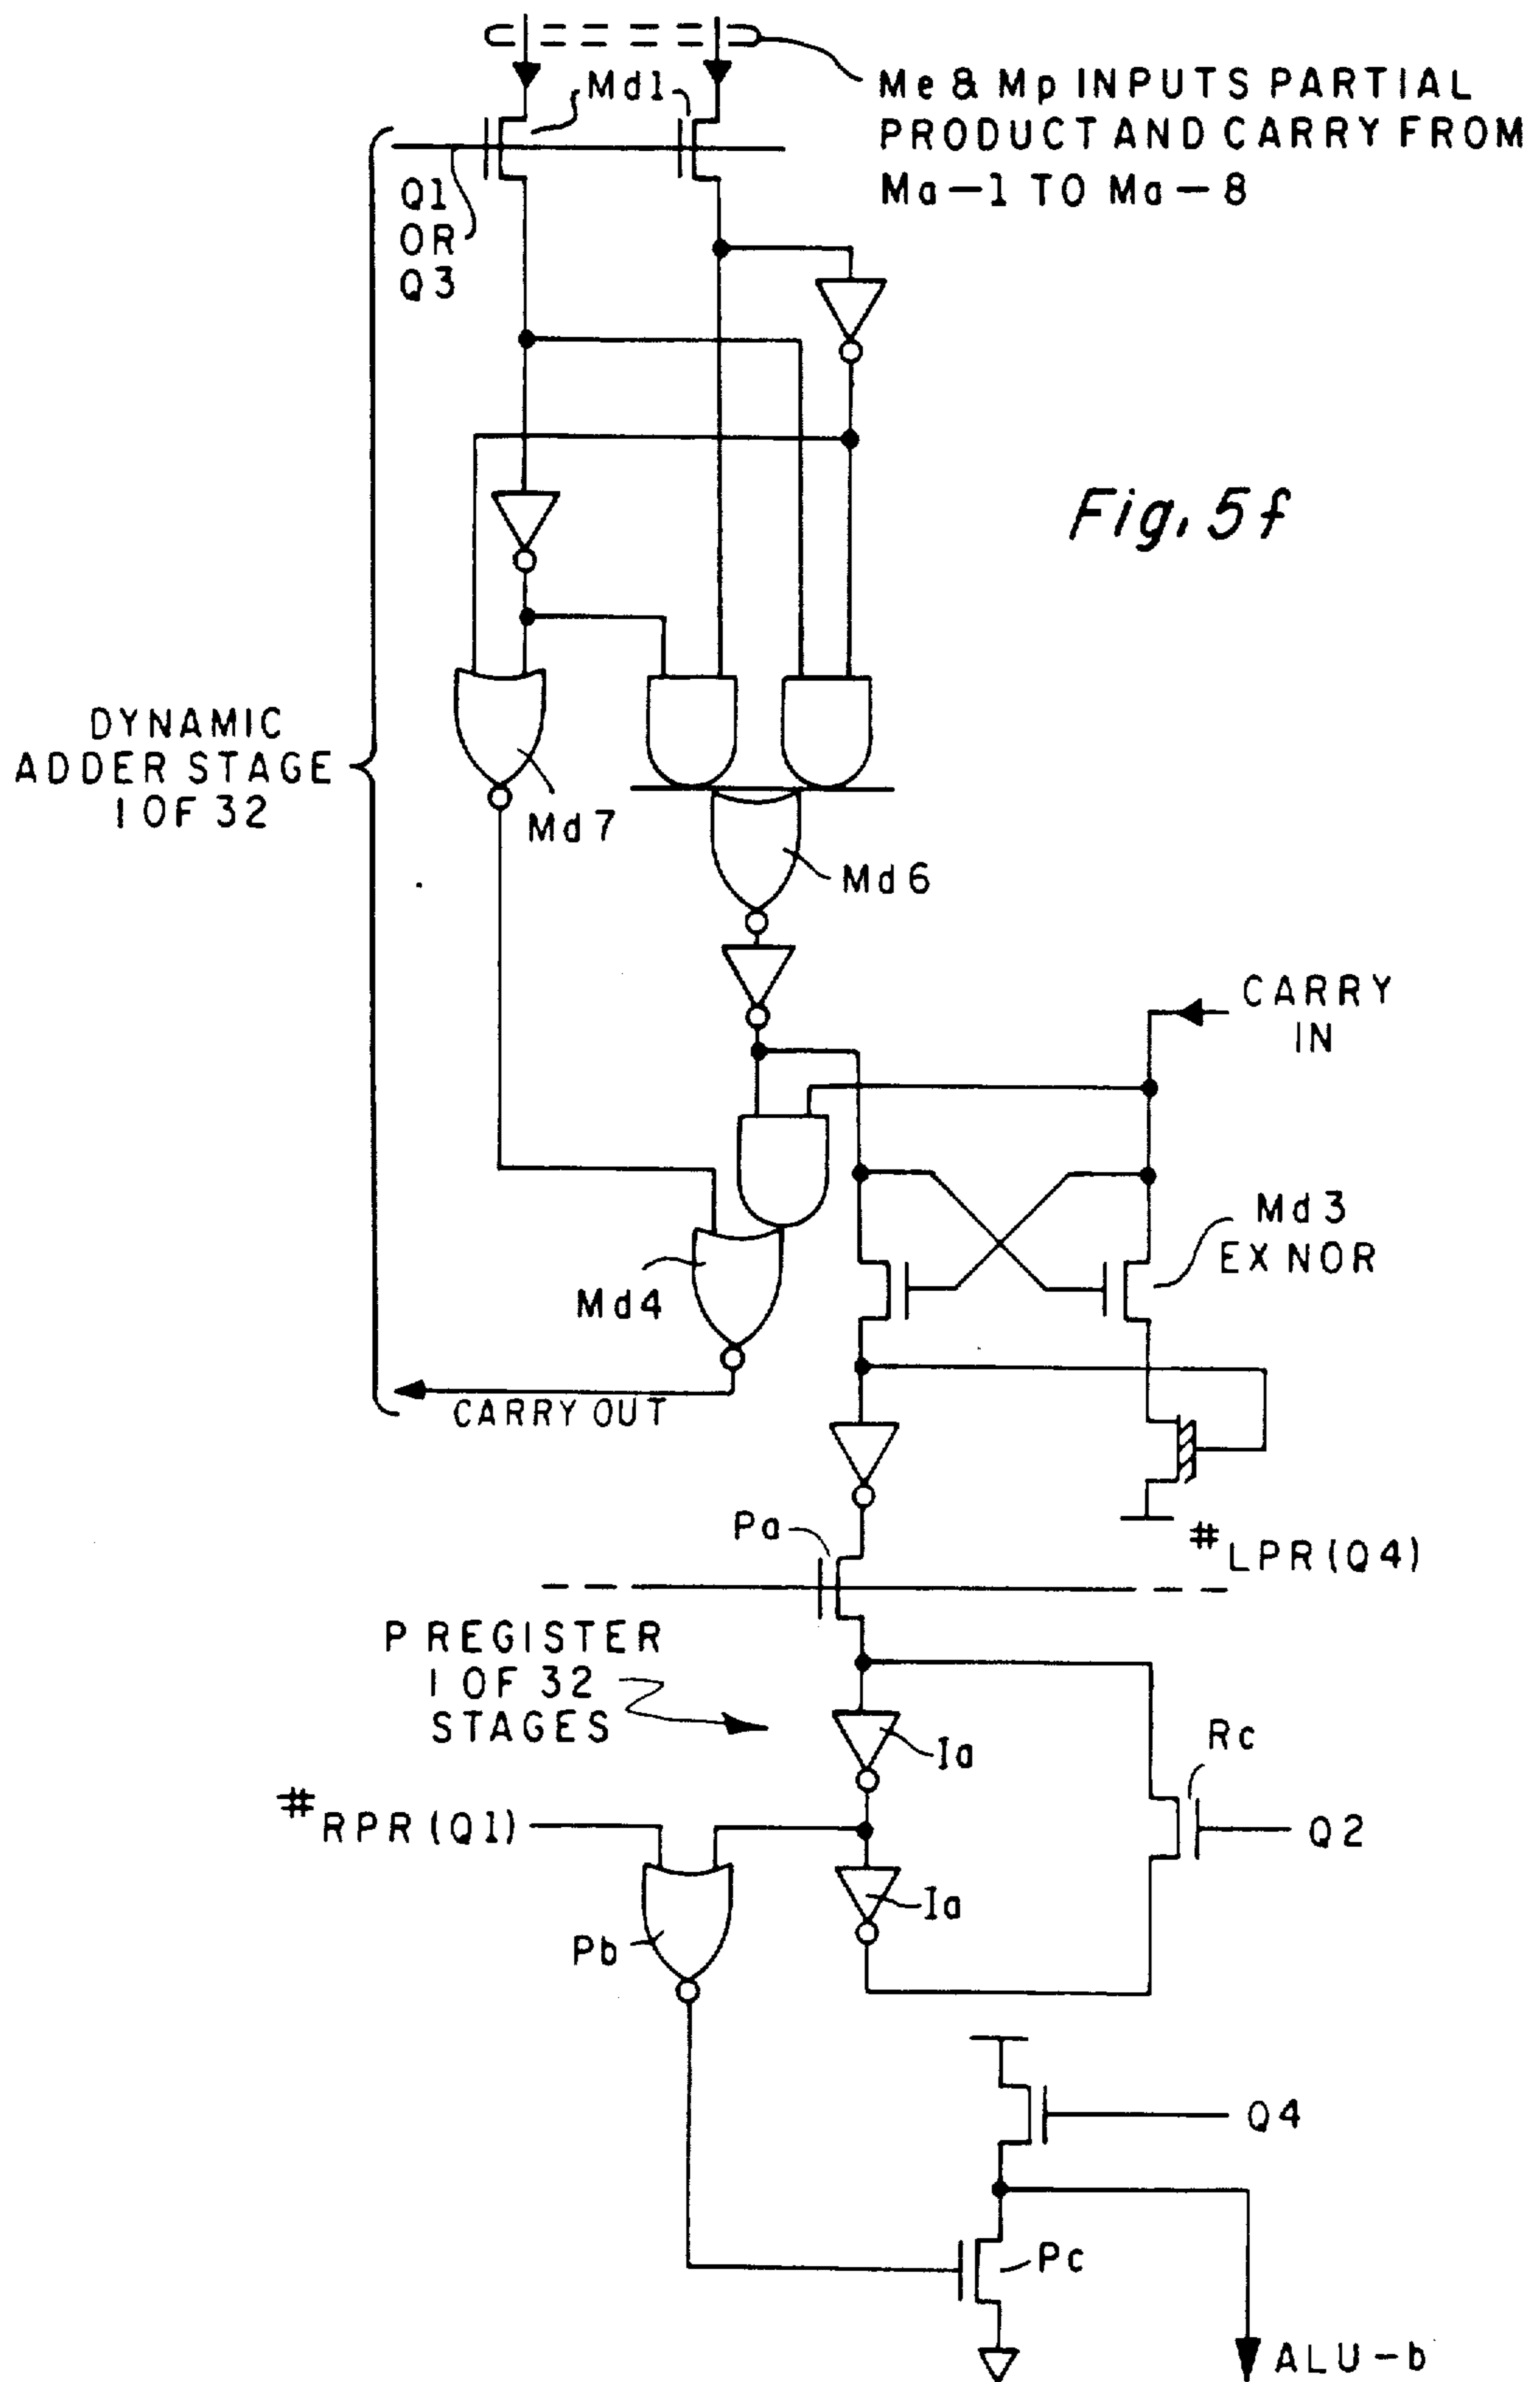 Md1
Me & Mp INPUTS PARTIAL
PRODUCT AND CARRY FROM
Ma-1 TO Ma-8
Q1
OR
Q3
Fig. 5f
DYNAMIC
ADDER STAGE
1 OF 32
Md7
Md6
CARRY
IN
Md3
EX NOR
Md4
CARRY OUT
Pa
#LPR(Q4)
P REGISTER
1 OF 32
STAGES
Ia
Rc
#RPR(Q1)
Q2
Ia
Pb
Q4
Pc
ALU-b